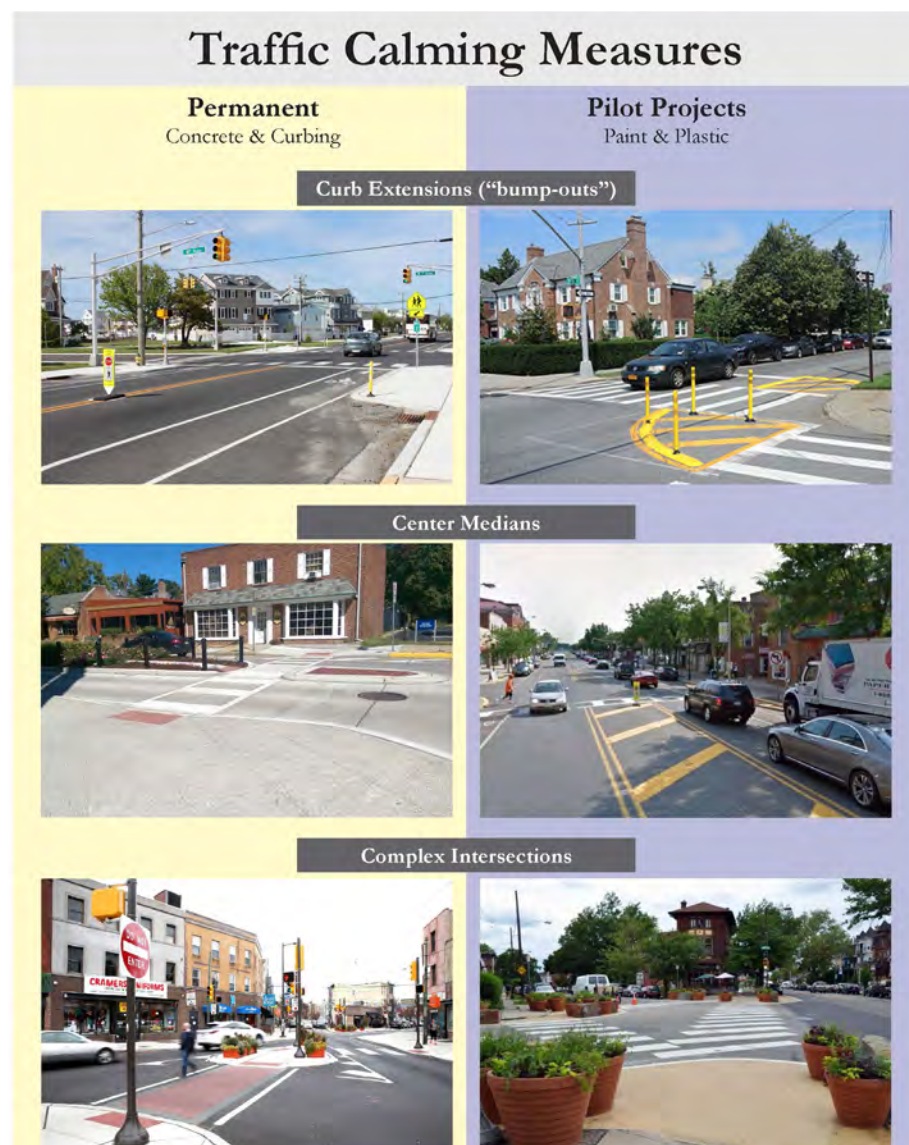 Traffic Calming Measures
Permanent
Concrete & Curbing
Pilot Projects
Paint & Plastic
Curb Extensions (“bump-outs”)
Center Medians
Complex Intersections
DO NOT
ENTER